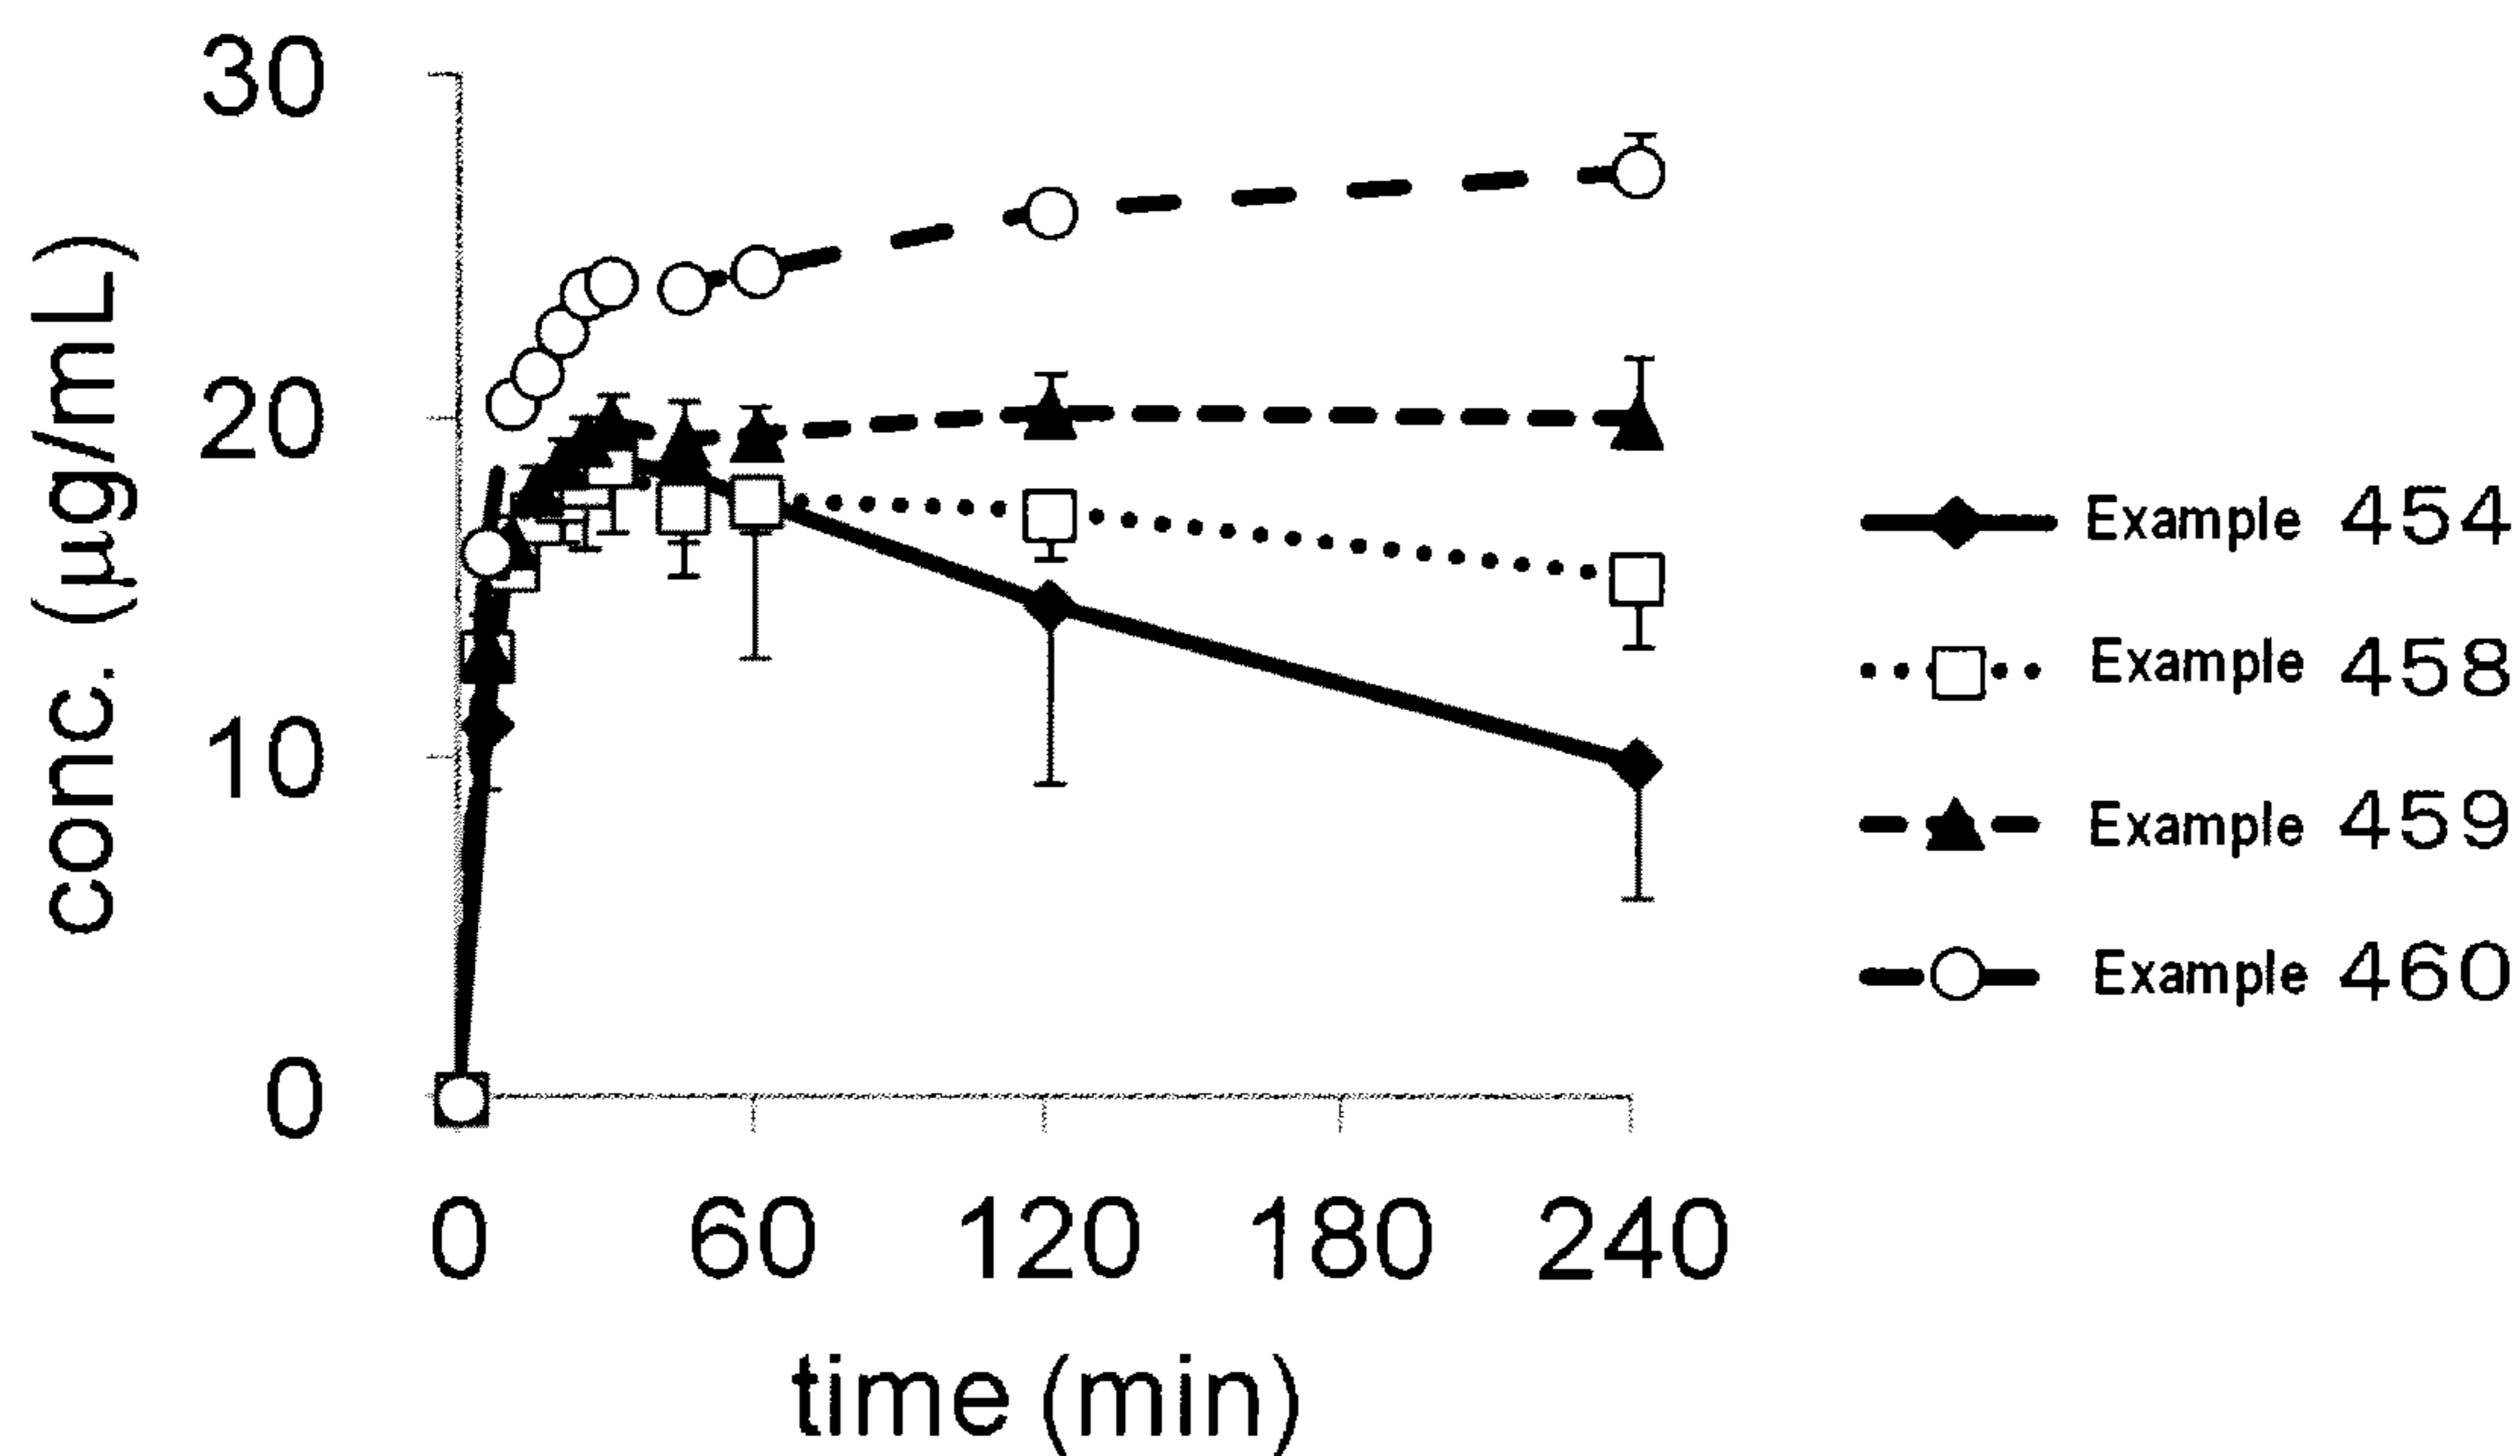 30
20
10
0
conc. (µg/mL)
0 60 120 180 240
time (min)
Example 454
Example 458
Example 459
Example 460